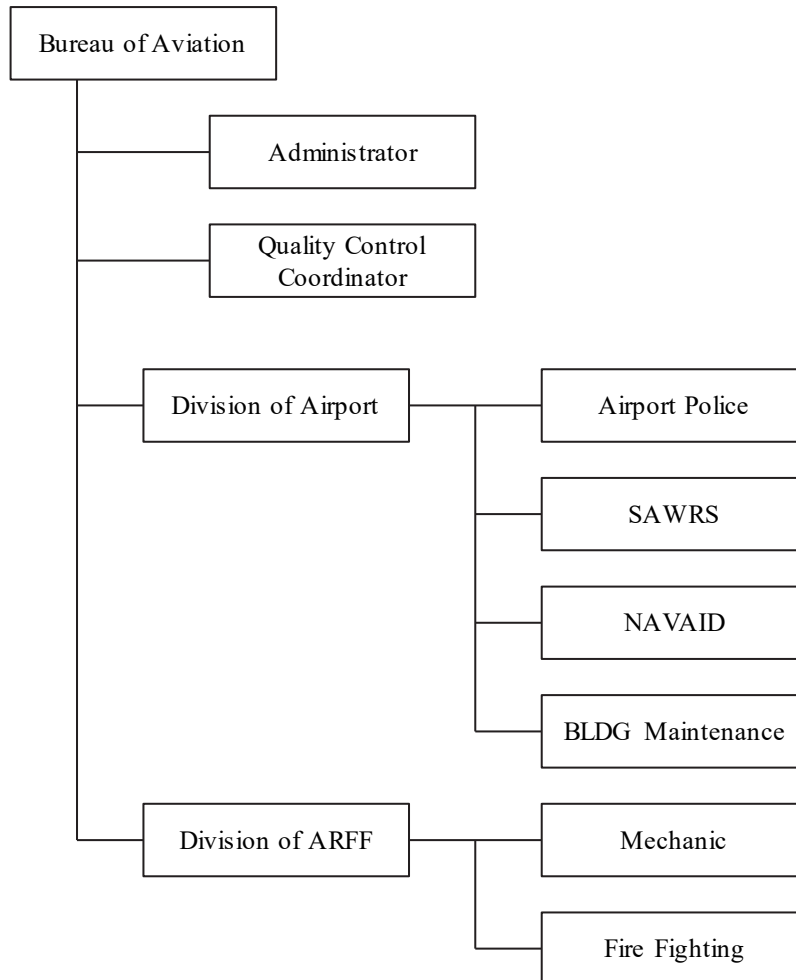 Bureau of Aviation
Administrator
Quality Control
Coordinator
Division of Airport
Airport Police
SAWRS
NAVAID
BLDG Maintenance
Division of ARFF
Mechanic
Fire Fighting